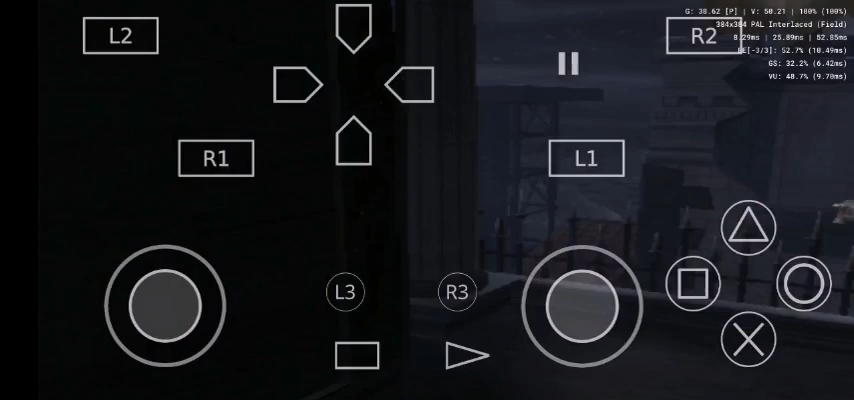 G: 38.62 [P] | V: 50.21 | 100% (100%)
384x384 PAL Interlaced (Field)
8.29ms | 25.89ms | 52.85ms
EE[-3/3]: 52.7% (10.49ms)
GS: 32.2% (6.42ms)
VU: 48.7% (9.70ms)
L2
R2
R1
L1
L3
R3